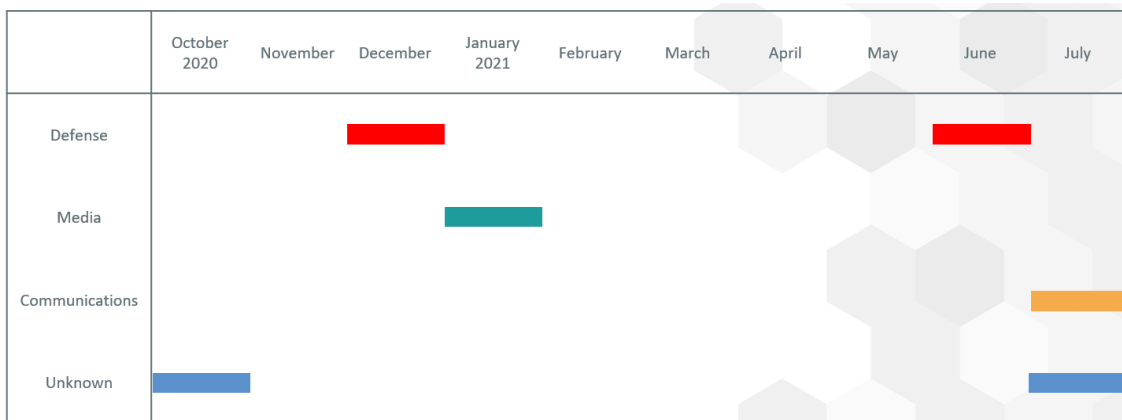 October
2020
November
December
January
2021
February
March
April
May
June
July
Defense
Media
Communications
Unknown